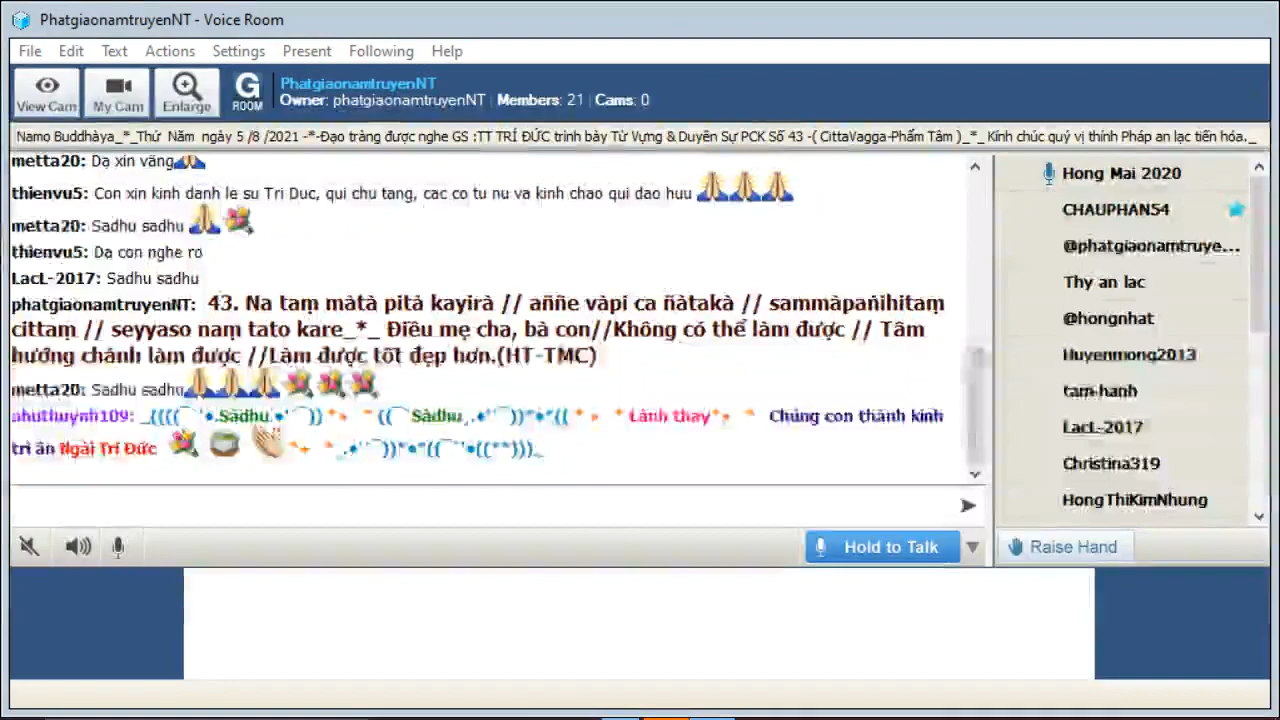 PhatgiaonamtruyenNT - Voice Room
File Edit Text Actions Settings Present Following Help
View Cam My Cam Enlarge G ROOM PhatgiaonamtruyenNT
Owner: phatgiaonamtruyenNT | Members: 21 | Cams: 0
Namo Buddhàya_*_Thứ Năm ngày 5 /8 /2021 -*-Đạo tràng được nghe GS :TT TRÍ ĐỨC trình bày Từ Vựng & Duyên Sự PCK Số 43 -( CittaVagga-Phẩm Tâm )_*_ Kính chúc quý vị thính Pháp an lạc tiến hóa._
metta20: Dạ xin vâng
thienvu5: Con xin kinh danh le su Tri Duc, qui chu tang, cac co tu nu va kinh chao qui dao huu
metta20: Sadhu sadhu
thienvu5: Da con nghe ro
LacL-2017: Sadhu sadhu
phatgiaonamtruyenNT: 43. Na taṃ màtà pità kayirà // aññe vàpi ca ñàtakà // sammàpaṅihitaṃ
cittaṃ // seyyaso naṃ tato kare_*_ Điều mẹ cha, bà con//Không có thể làm được // Tâm
hướng chánh làm được //Làm được tốt đẹp hơn.(HT-TMC)
metta20: Sadhu sadhu
nhuthuynh109: _((((¯`'•.Sādhu.•'´¯)) *• * ((¯Sādhu¸.•'´¯))*•*(( * • * Lành thay*• * Chúng con thành kính
tri ân Ngài Trí Đức
Hold to Talk
Hong Mai 2020
CHAUPHAN54
@phatgiaonamtruye...
Thy an lac
@hongnhat
Huyenmong2013
tam-hanh
LacL-2017
Christina319
HongThiKimNhung
Raise Hand